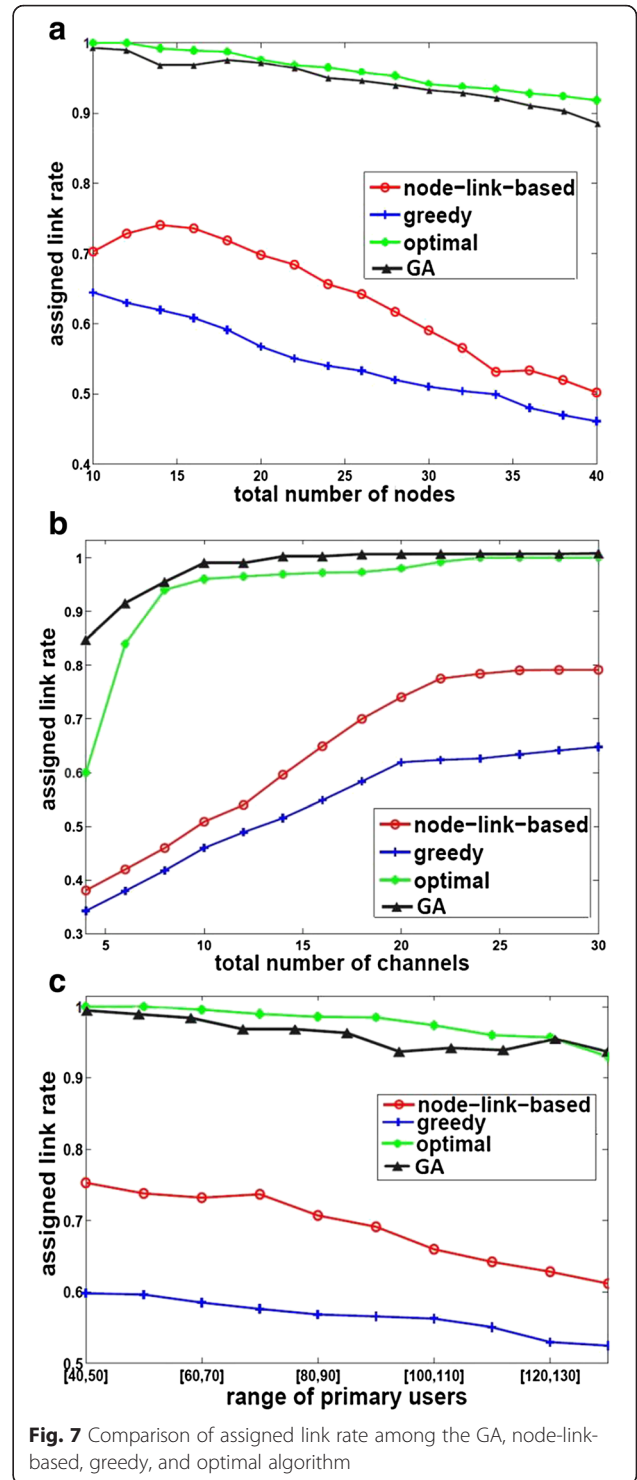 a
1
0.9
0.8
0.7
0.6
0.5
0.4
assigned link rate
node-link-based
greedy
optimal
GA
10 15 20 25 30 35 40
total number of nodes
b
1
0.9
0.8
0.7
0.6
0.5
0.4
0.3
assigned link rate
node-link-based
greedy
optimal
GA
5 10 15 20 25 30
total number of channels
c
1
0.9
0.8
0.7
0.6
0.5
assigned link rate
node-link-based
greedy
optimal
GA
[40,50] [60,70] [80,90] [100,110] [120,130]
range of primary users
Fig. 7 Comparison of assigned link rate among the GA, node-link-
based, greedy, and optimal algorithm